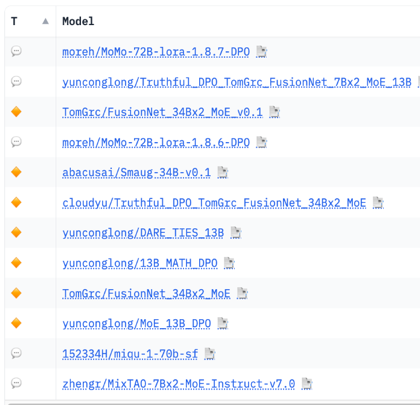 T ▲ Model
moreh/MoMo-72B-lora-1.8.7-DPO
yunconglong/Truthful_DPO_TomGrc_FusionNet_7Bx2_MoE_13B
TomGrc/FusionNet_34Bx2_MoE_v0.1
moreh/MoMo-72B-lora-1.8.6-DPO
abacusai/Smaug-34B-v0.1
cloudyu/Truthful_DPO_TomGrc_FusionNet_34Bx2_MoE
yunconglong/DARE_TIES_13B
yunconglong/13B_MATH_DPO
TomGrc/FusionNet_34Bx2_MoE
yunconglong/MoE_13B_DPO
152334H/miqu-1-70b-sf
zhengr/MixTAO-7Bx2-MoE-Instruct-v7.0